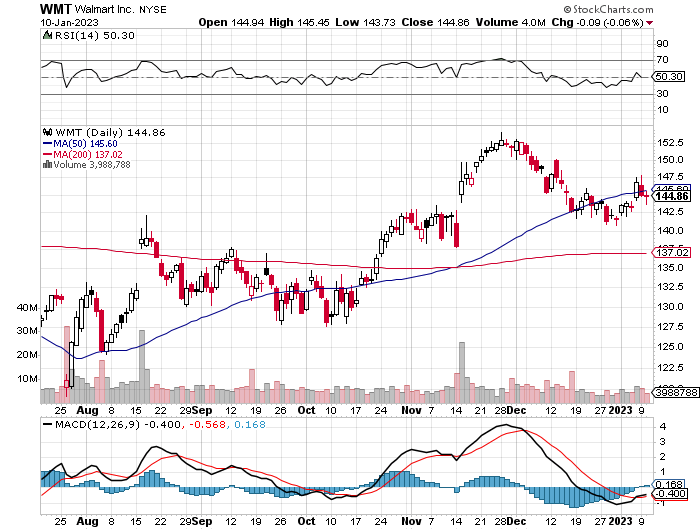 WMT Walmart Inc. NYSE © StockCharts.com
10-Jan-2023 Open 144.94 High 145.45 Low 143.73 Close 144.86 Volume 4.0M Chg -0.09 (-0.06%)
RSI(14) 50.30
90
70
50.30
30
10
WMT (Daily) 144.86
MA(50) 145.60
MA(200) 137.02
Volume 3,988,788
152.5
150.0
147.5
144.86
142.5
140.0
137.02
135.0
132.5
130.0
127.5
125.0
122.5
40M
30M
20M
10M
3988788
25 Aug 8 15 22 29 Sep 12 19 26 Oct 10 17 24 Nov 7 14 21 28 Dec 12 19 27 2023 9
MACD(12,26,9) -0.400, -0.568, 0.168
4
3
2
1
0.168
-0.400
25 Aug 8 15 22 29 Sep 12 19 26 Oct 10 17 24 Nov 7 14 21 28 Dec 12 19 27 2023 9